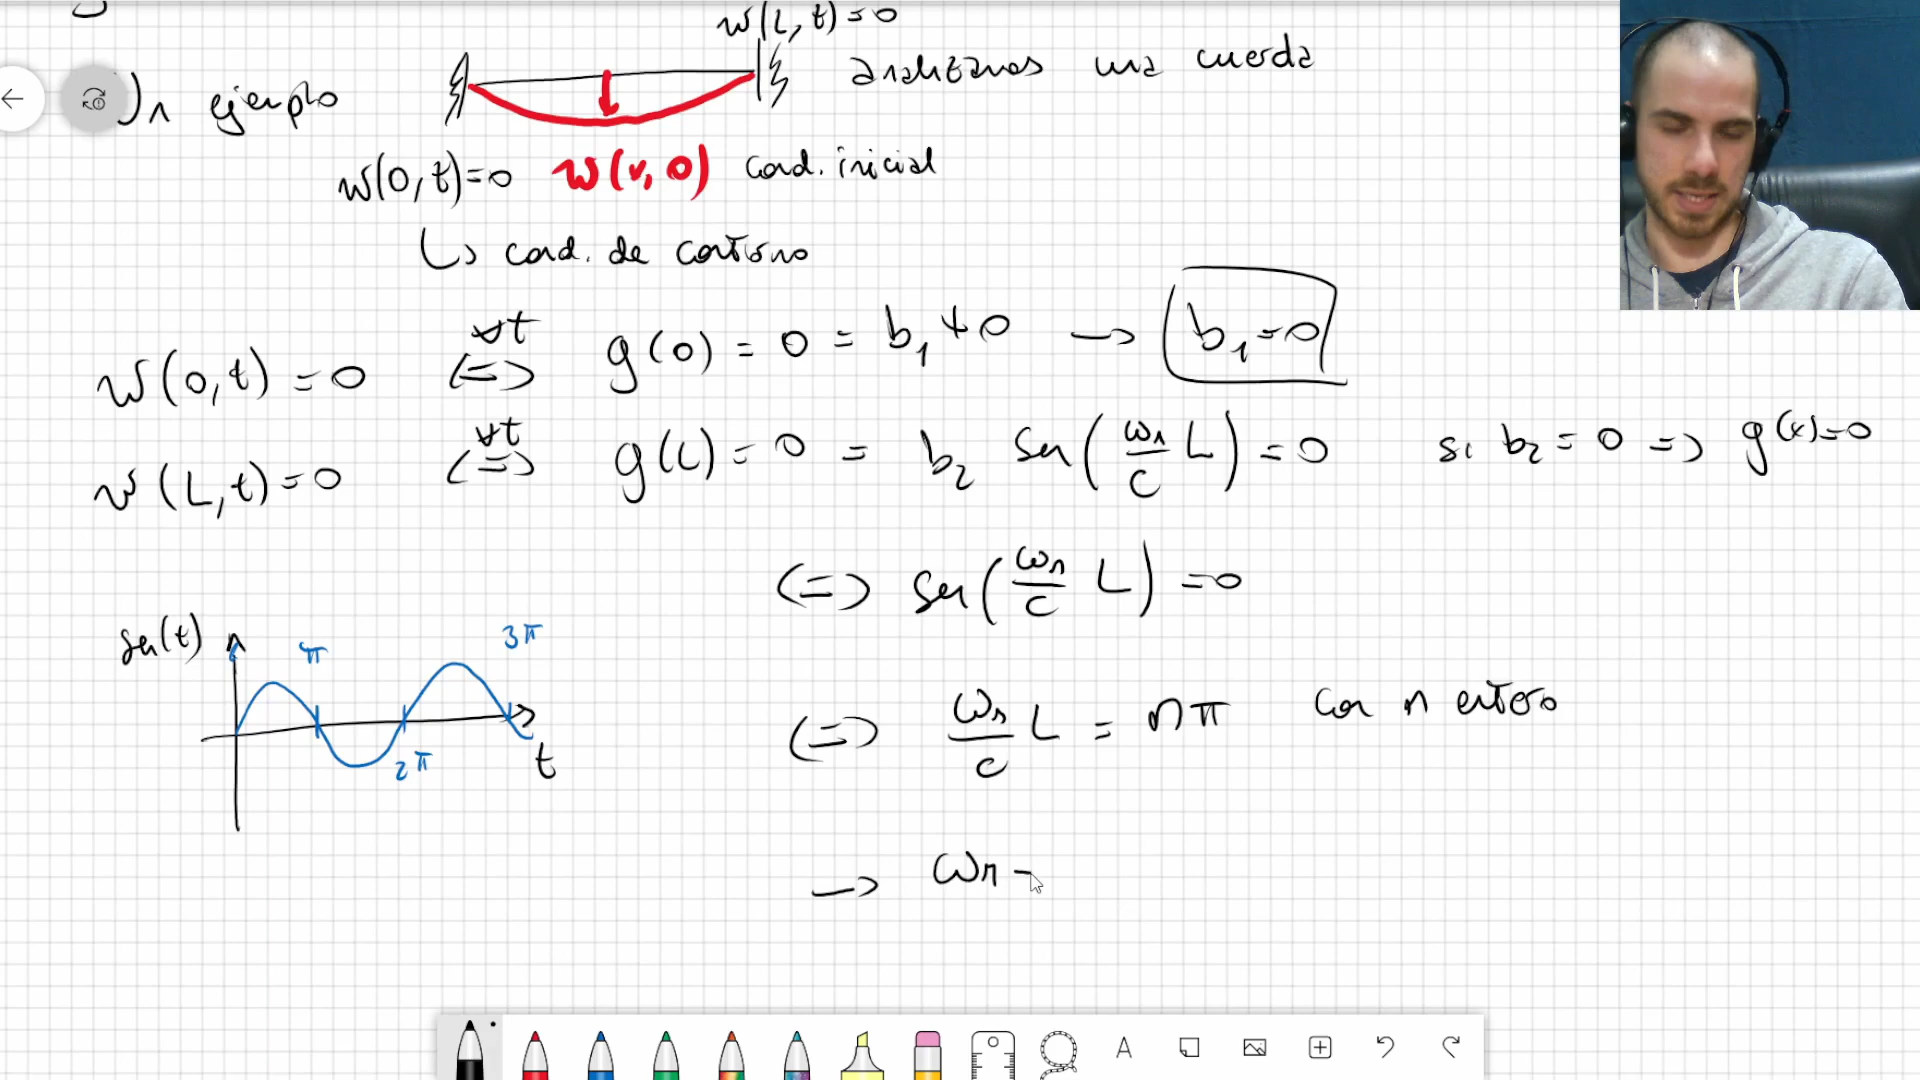 w(L, t) = 0
Un ejemplo
analizamos una cuerda
w(0, t) = 0 w(x, 0) cond. inicial
↳ cond. de contorno
w(0, t) = 0 ∀t <=> g(0) = 0 = b₁ + 0 → b₁ = 0
w(L, t) = 0 ∀t <=> g(L) = 0 = b₂ sen(ωn/c L) = 0 si b₂ = 0 => g(x) = 0
<=> sen(ωn/c L) = 0
sen(t) π 3π
2π t
<=> ωn/c L = nπ con n entero
→ ωn -
A